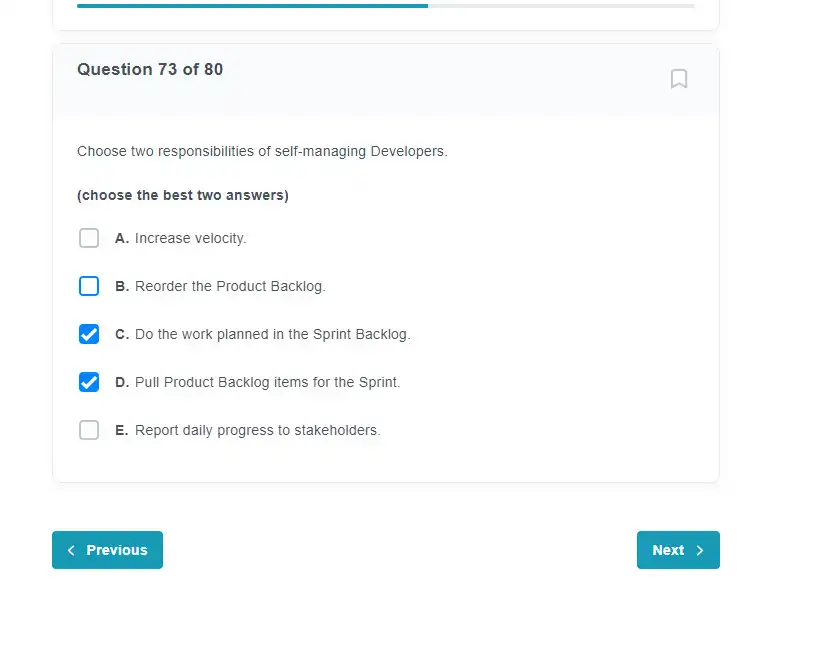 Question 73 of 80
Choose two responsibilities of self-managing Developers.
(choose the best two answers)
A. Increase velocity.
B. Reorder the Product Backlog.
C. Do the work planned in the Sprint Backlog.
D. Pull Product Backlog items for the Sprint.
E. Report daily progress to stakeholders.
Previous
Next